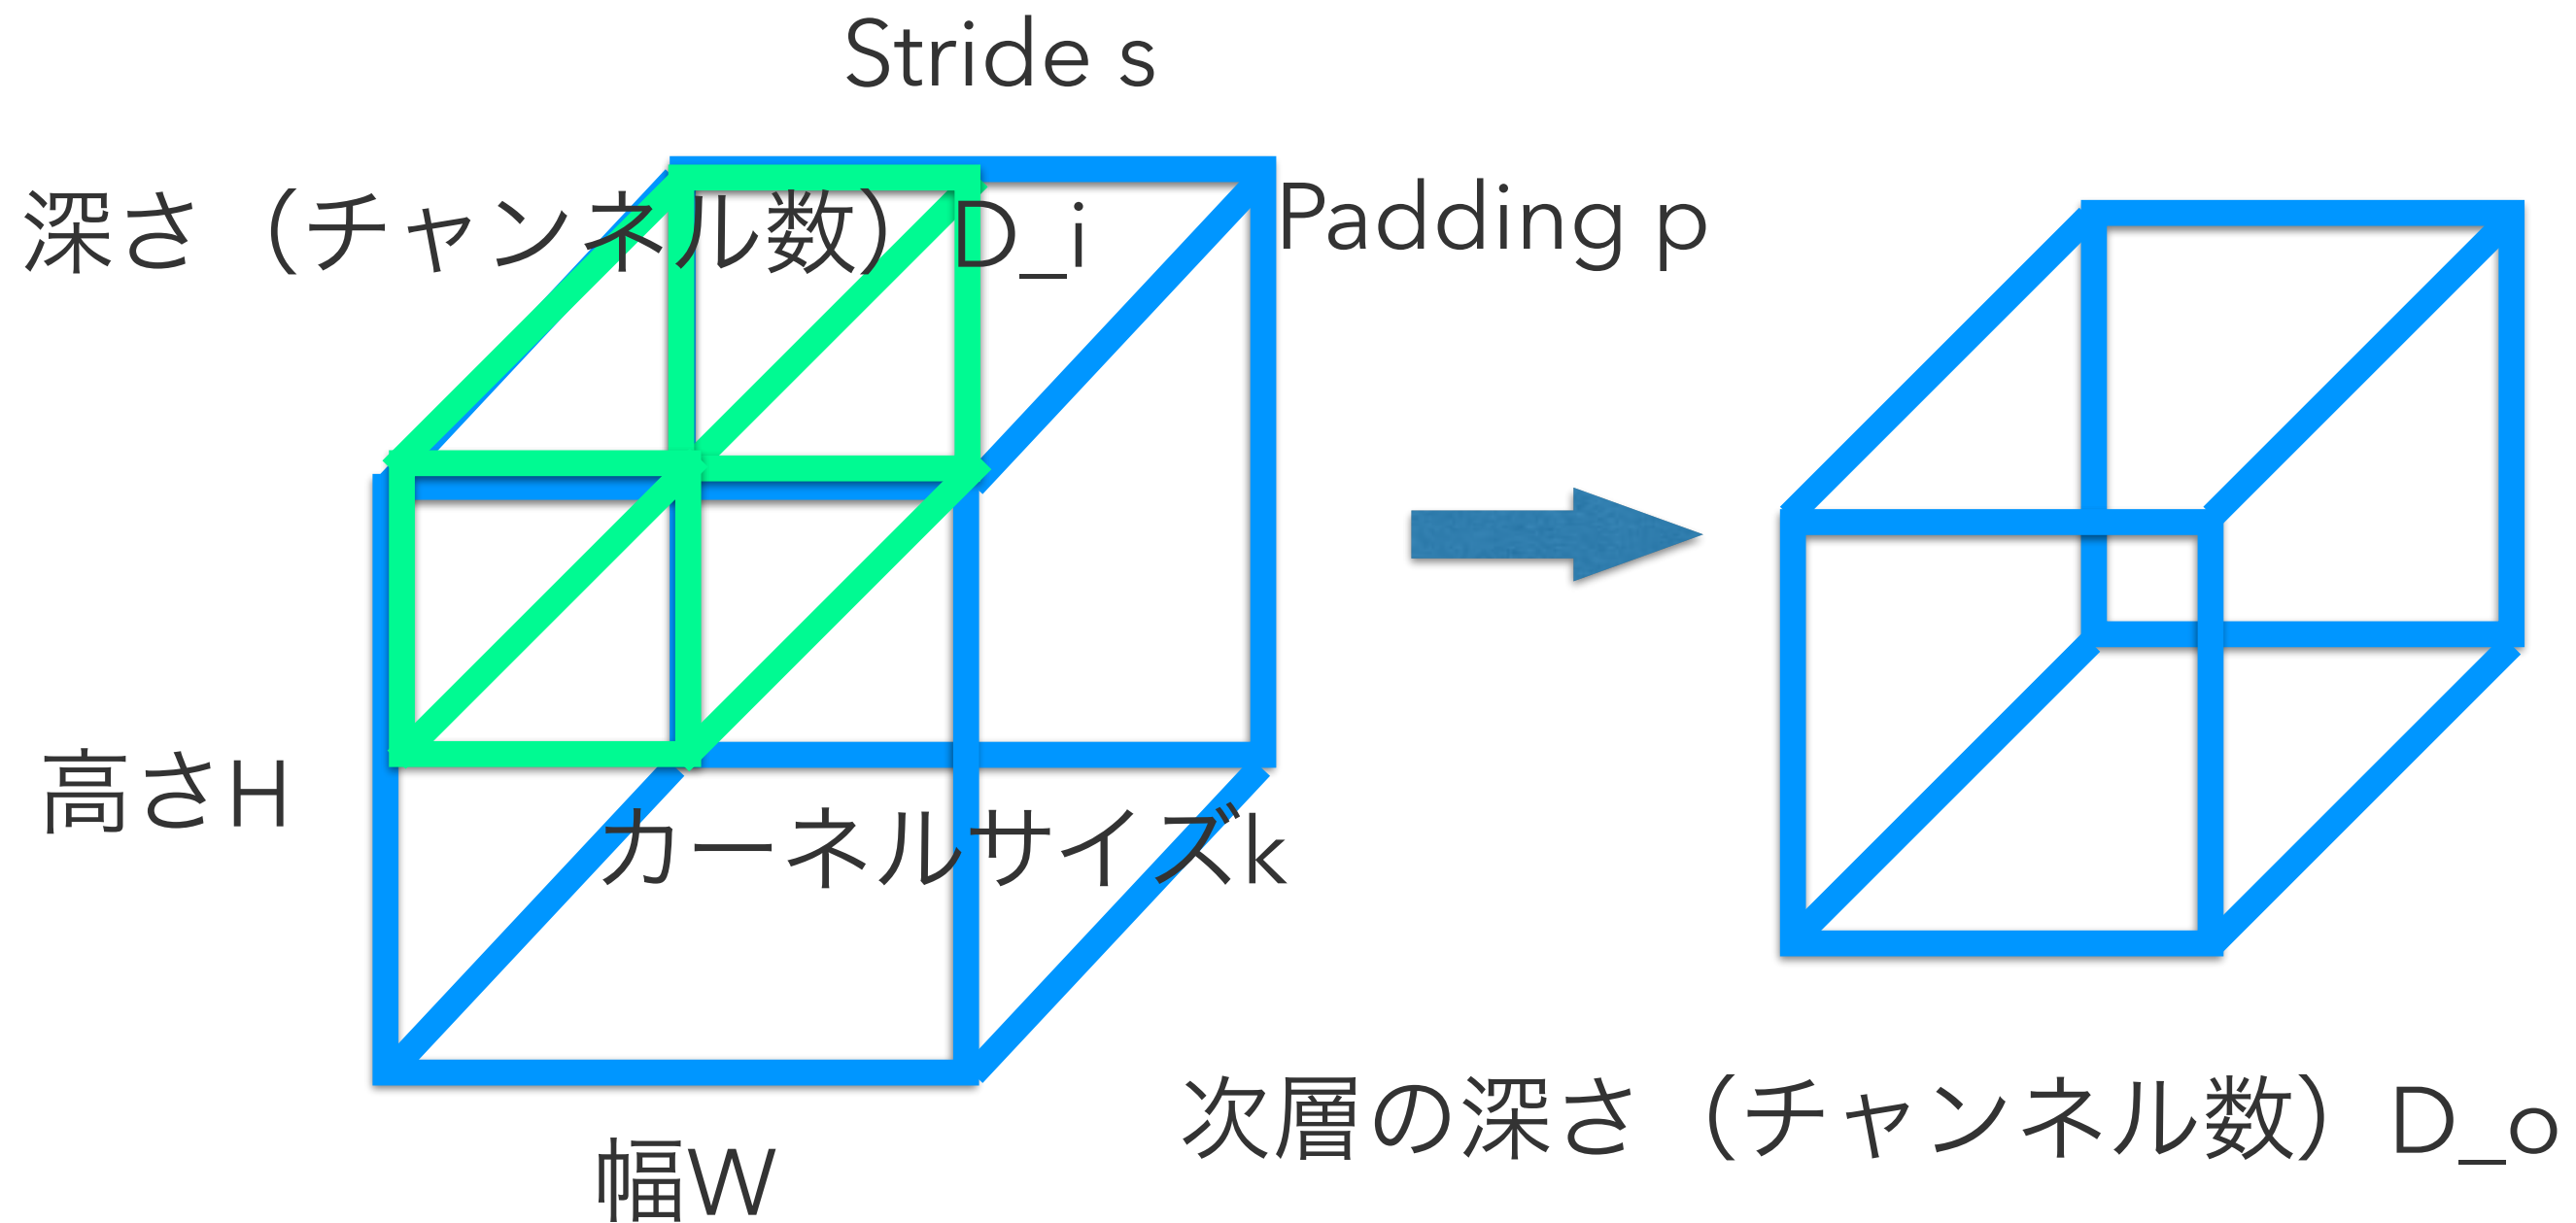 Stride s
深さ（チャンネル数）D_i
Padding p
高さH
カーネルサイズk
次層の深さ（チャンネル数）D_o
幅W